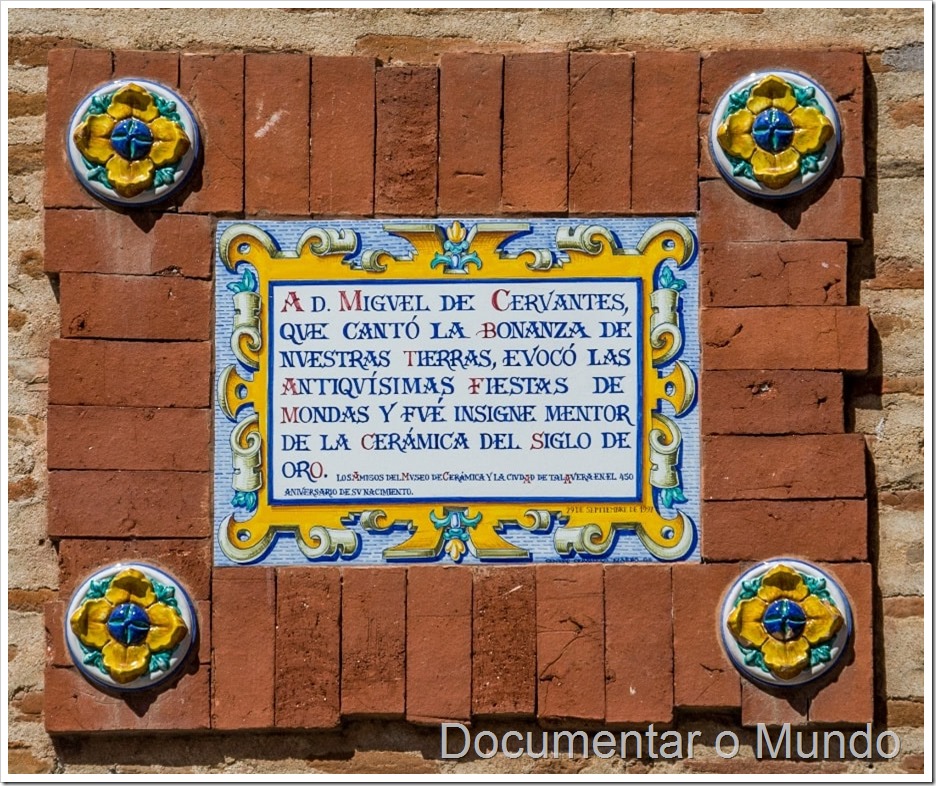 A D. MIGVEL DE CERVANTES,
QVE CANTÓ LA BONANZA DE
NVESTRAS TIERRAS, EVOCÓ LAS
ANTIQVÍSIMAS FIESTAS DE
MONDAS Y FVÉ INSIGNE MENTOR
DE LA CERÁMICA DEL SIGLO DE
ORO. LOS AMIGOS DEL MVSEO DE CERÁMICA Y LA CIVDAD DE TALAVERA EN EL 450
ANIVERSARIO DE SV NACIMIENTO.
29 DE SEPTIEMBRE DE 1997
Documentar o Mundo